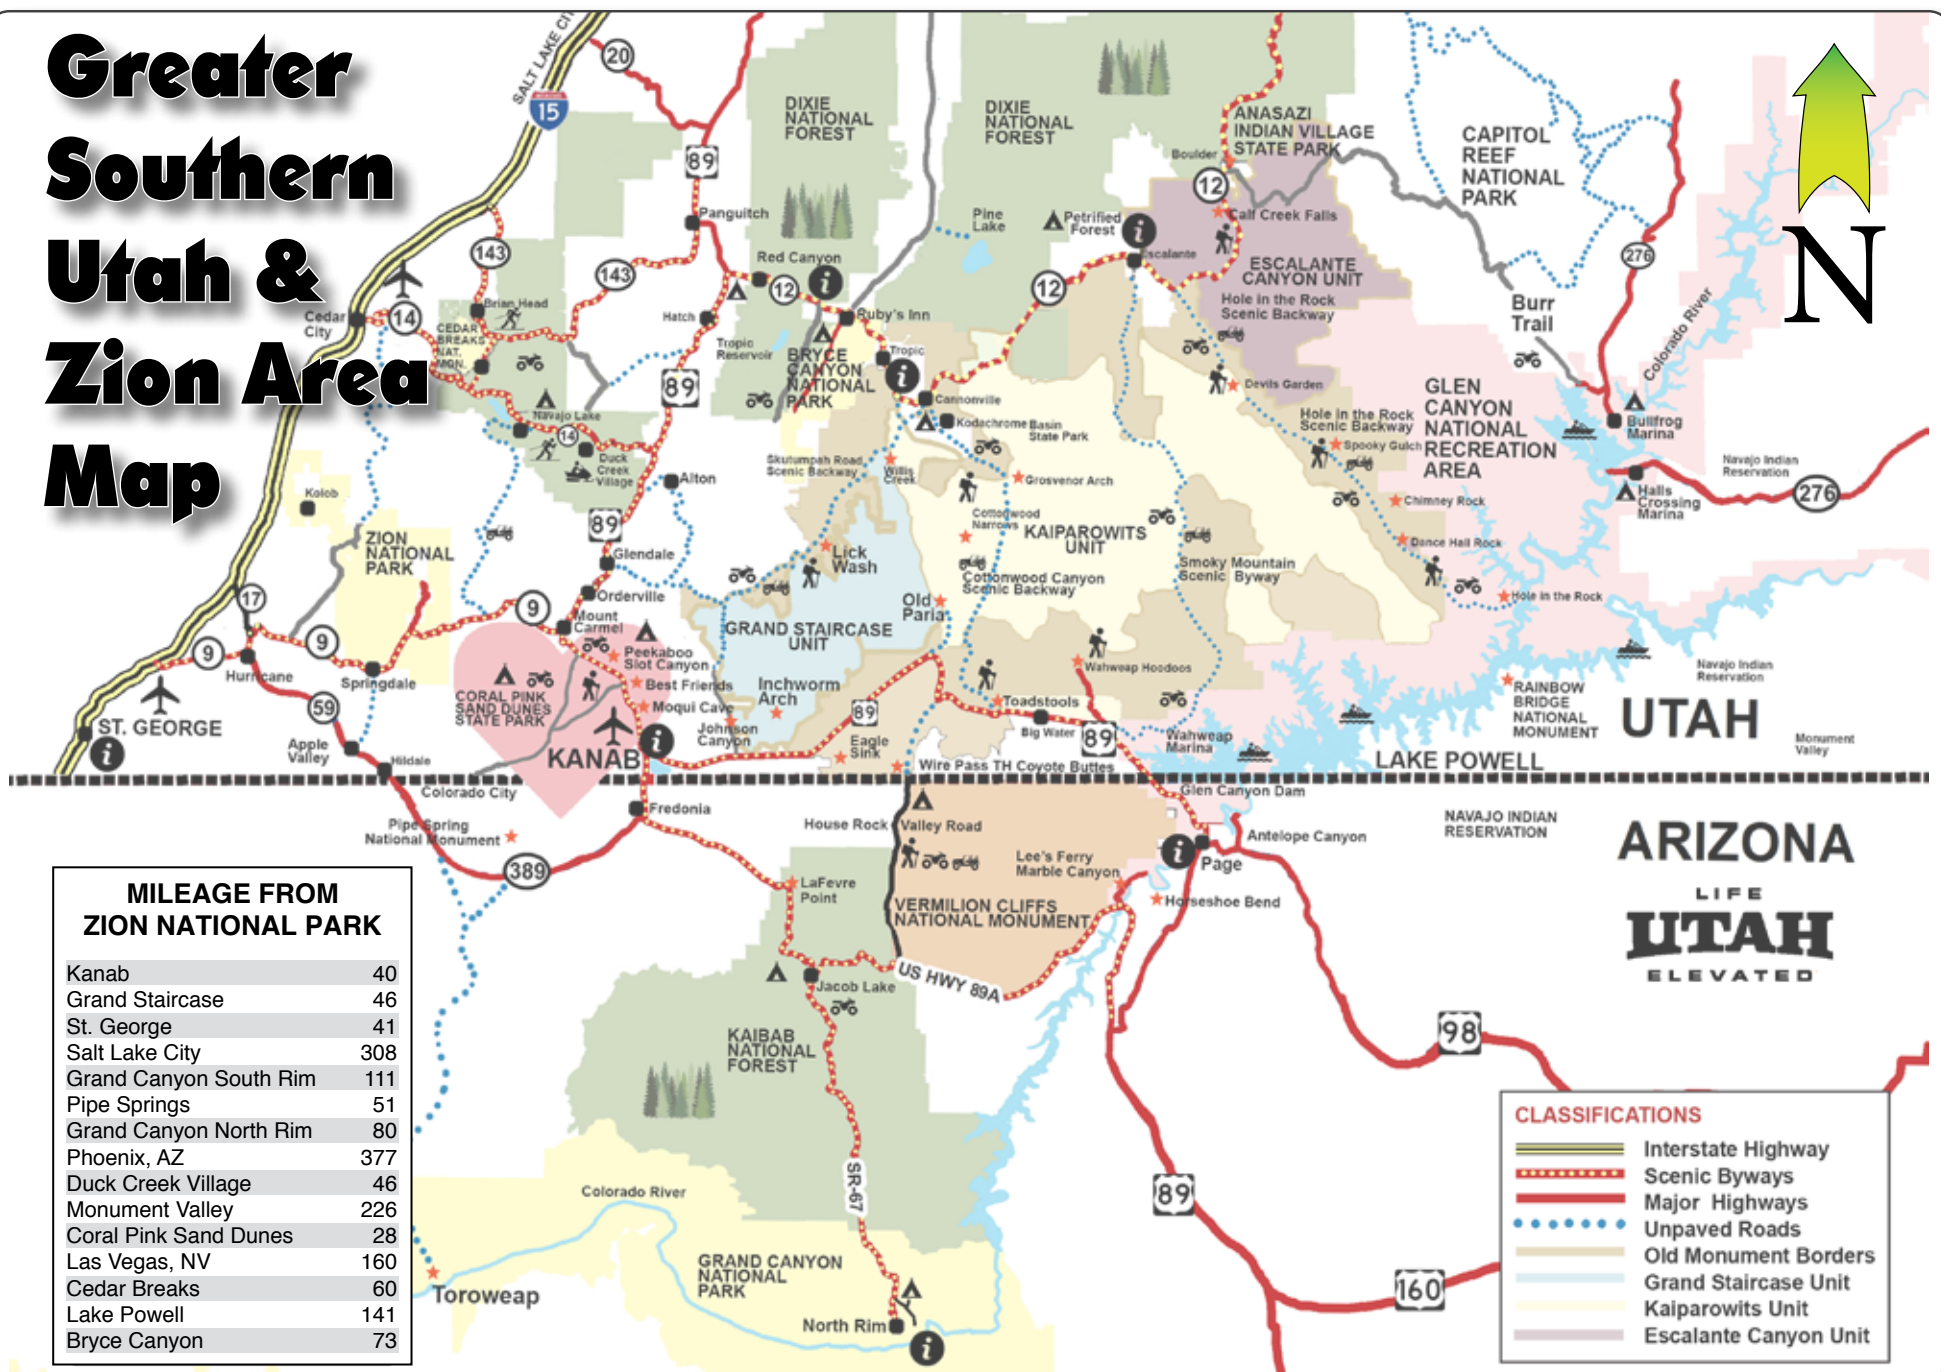 Greater
Southern
Utah &
Zion Area
Map
SALT LAKE CITY
15
20
89
Panguitch
DIXIE
NATIONAL
FOREST
DIXIE
NATIONAL
FOREST
ANASAZI
INDIAN VILLAGE
STATE PARK
Boulder
12
Calf Creek Falls
CAPITOL
REEF
NATIONAL
PARK
276
N
Pine
Lake
Petrified
Forest
Escalante
ESCALANTE
CANYON UNIT
Hole in the Rock
Scenic Backway
Burr
Trail
Colorado River
143
143
Red Canyon
12
12
Ruby's Inn
Hatch
Brian Head
Cedar
City
14
CEDAR
BREAKS
NAT.
MON.
Tropic
Reservoir
BRYCE
CANYON
NATIONAL
PARK
Tropic
Cannonville
Kodachrome Basin
State Park
89
Navajo Lake
14
Duck
Creek
Village
Alton
Devils Garden
Hole in the Rock
Scenic Backway
Spooky Gulch
GLEN
CANYON
NATIONAL
RECREATION
AREA
Bullfrog
Marina
Navajo Indian
Reservation
276
Halls
Crossing
Marina
Skutumpah Road
Scenic Backway
Willis
Creek
Grosvenor Arch
Chimney Rock
Kolob
89
Cottonwood
Narrows
KAIPAROWITS
UNIT
Dance Hall Rock
ZION
NATIONAL
PARK
Glendale
Lick
Wash
Cottonwood Canyon
Scenic Backway
Smoky Mountain
Scenic Byway
Hole in the Rock
17
Orderville
9
Mount
Carmel
Old
Paria
GRAND STAIRCASE
UNIT
9
9
Hurricane
Springdale
Peekaboo
Slot Canyon
Best Friends
Moqui Cave
CORAL PINK
SAND DUNES
STATE PARK
Inchworm
Arch
Johnson
Canyon
Wahweap Hoodoos
Toadstools
Navajo Indian
Reservation
RAINBOW
BRIDGE
NATIONAL
MONUMENT
UTAH
59
ST. GEORGE
Apple
Valley
Hildale
KANAB
89
Eagle
Sink
Big Water
89
Wahweap
Marina
Monument
Valley
Wire Pass TH Coyote Buttes
LAKE POWELL
Colorado City
Fredonia
Glen Canyon Dam
Pipe Spring
National Monument
House Rock Valley Road
Antelope Canyon
NAVAJO INDIAN
RESERVATION
ARIZONA
389
Lee's Ferry
Marble Canyon
Page
LaFevre
Point
Horseshoe Bend
VERMILION CLIFFS
NATIONAL MONUMENT
LIFE
UTAH
ELEVATED
US HWY 89A
Jacob Lake
KAIBAB
NATIONAL
FOREST
98
SR-67
89
Colorado River
GRAND CANYON
NATIONAL
PARK
160
Toroweap
North Rim
MILEAGE FROM
ZION NATIONAL PARK
Kanab 40
Grand Staircase 46
St. George 41
Salt Lake City 308
Grand Canyon South Rim 111
Pipe Springs 51
Grand Canyon North Rim 80
Phoenix, AZ 377
Duck Creek Village 46
Monument Valley 226
Coral Pink Sand Dunes 28
Las Vegas, NV 160
Cedar Breaks 60
Lake Powell 141
Bryce Canyon 73
CLASSIFICATIONS
Interstate Highway
Scenic Byways
Major Highways
Unpaved Roads
Old Monument Borders
Grand Staircase Unit
Kaiparowits Unit
Escalante Canyon Unit